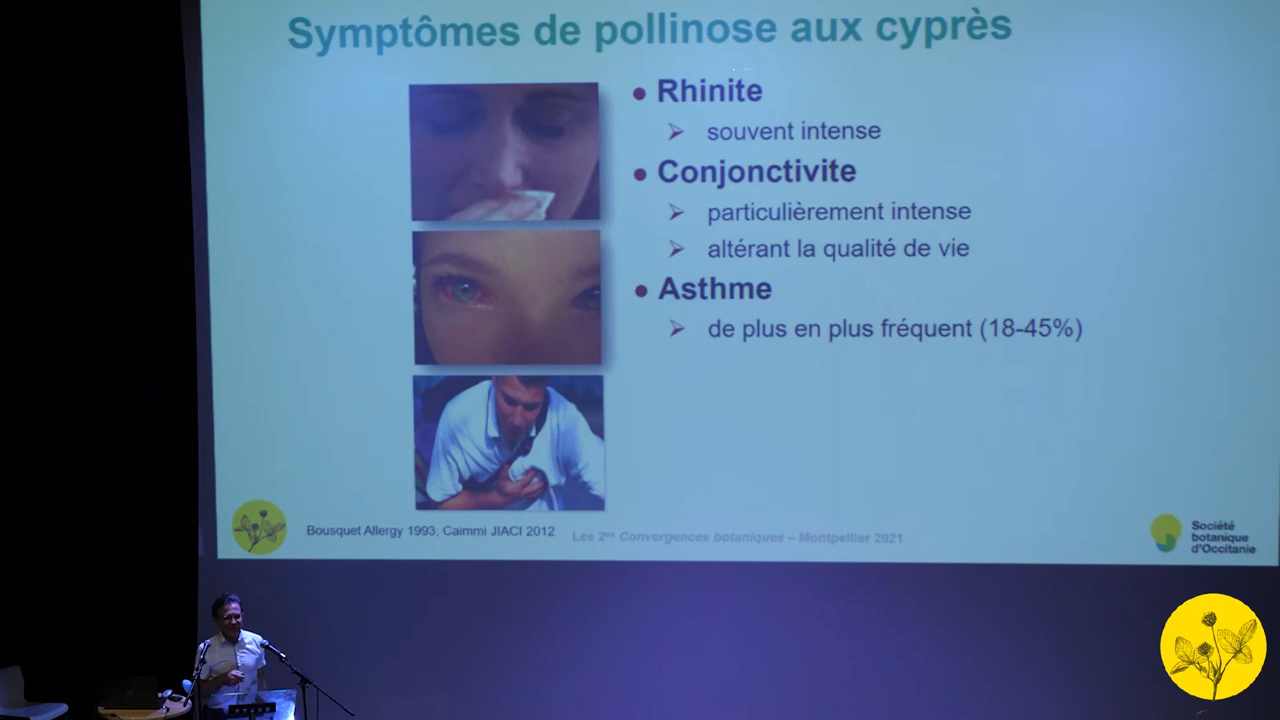 Symptômes de pollinose aux cyprès
• Rhinite
➢ souvent intense
• Conjonctivite
➢ particulièrement intense
➢ altérant la qualité de vie
• Asthme
➢ de plus en plus fréquent (18-45%)
Bousquet Allergy 1993; Caimmi JIACI 2012
Les 2es Convergences botaniques – Montpellier 2021
Société
botanique
d'Occitanie